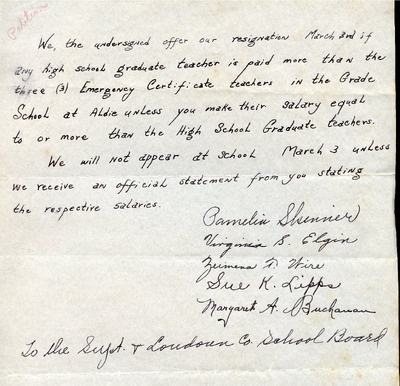 Petition
We, the undersigned offer our resignation March 3rd if
any high school graduate teacher is paid more than the
three (3) Emergency Certificate teachers in the Grade
School at Aldie unless you make their salary equal
to or more than the High School Graduate teachers.
We will not appear at school March 3 unless
we receive an official statement from you stating
the respective salaries.
Pamelia Skinner
Virginia S. Elgin
F. Wire
Sue K. Lipps
Margaret A. Buchanan
To the Supt. & Loudoun Co School Board